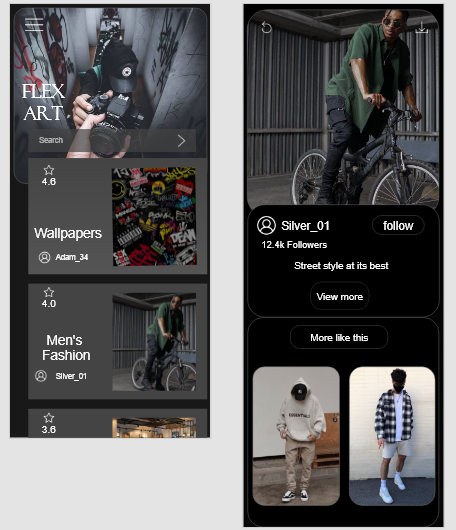 FLEX
ART
Search
4.6
Wallpapers
Adam_34
4.0
Men's
Fashion
Silver_01
3.6
Silver_01
follow
12.4k Followers
Street style at its best
View more
More like this
ESSENTIALS